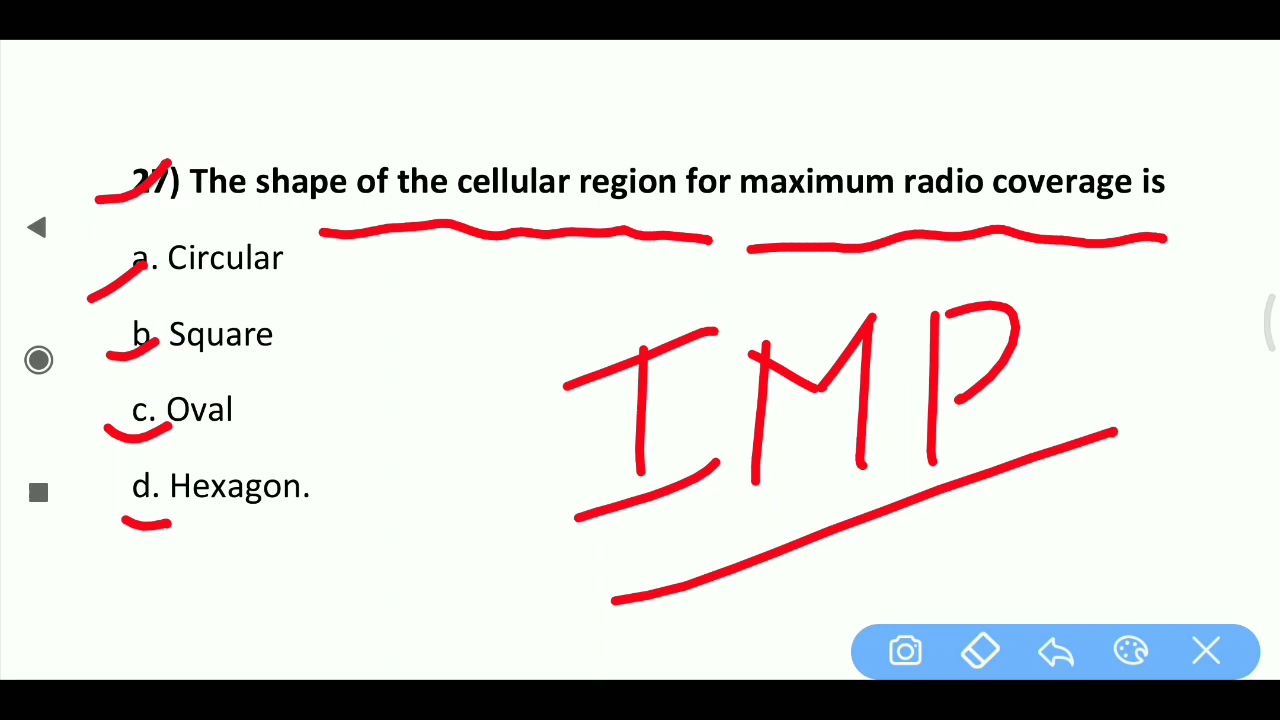 27) The shape of the cellular region for maximum radio coverage is
a. Circular
b. Square
c. Oval
d. Hexagon.
IMP